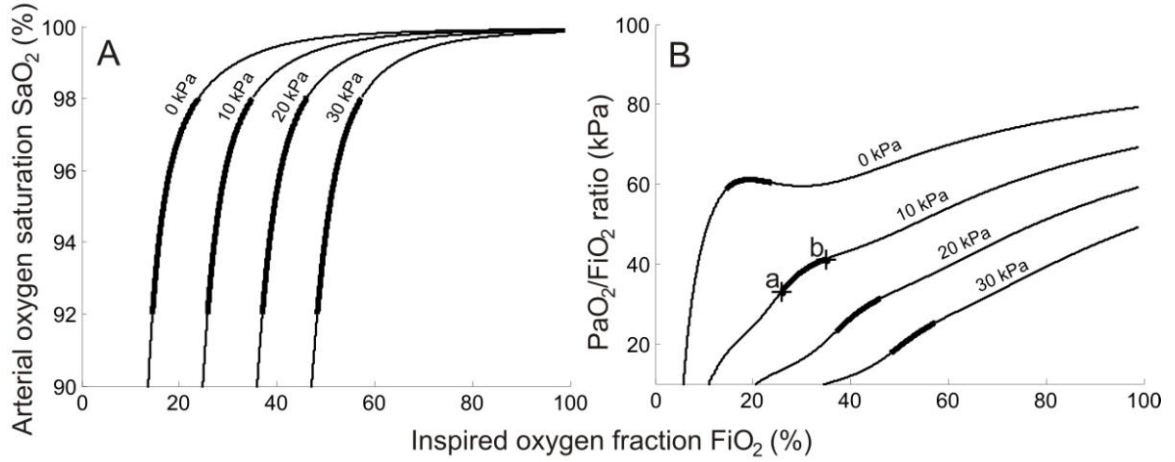 A
Arterial oxygen saturation SaO₂ (%)
100
98
96
94
92
90
0 kPa
10 kPa
20 kPa
30 kPa
0
20
40
60
80
100
B
PaO₂/FiO₂ ratio (kPa)
100
80
60
40
20
0 kPa
10 kPa
20 kPa
30 kPa
a
b
0
20
40
60
80
100
Inspired oxygen fraction FiO₂ (%)